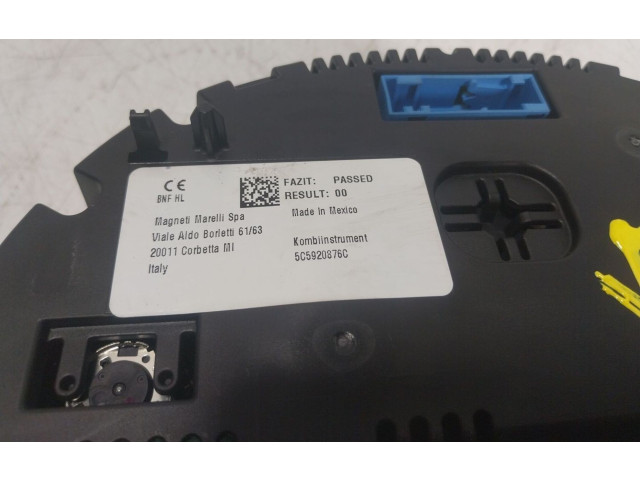 CE
BNF HL
FAZIT: PASSED
RESULT: 00
Magneti Marelli Spa
Viale Aldo Borletti 61/63
20011 Corbetta MI
Italy
Made In Mexico
Kombiinstrument
5C5920876C